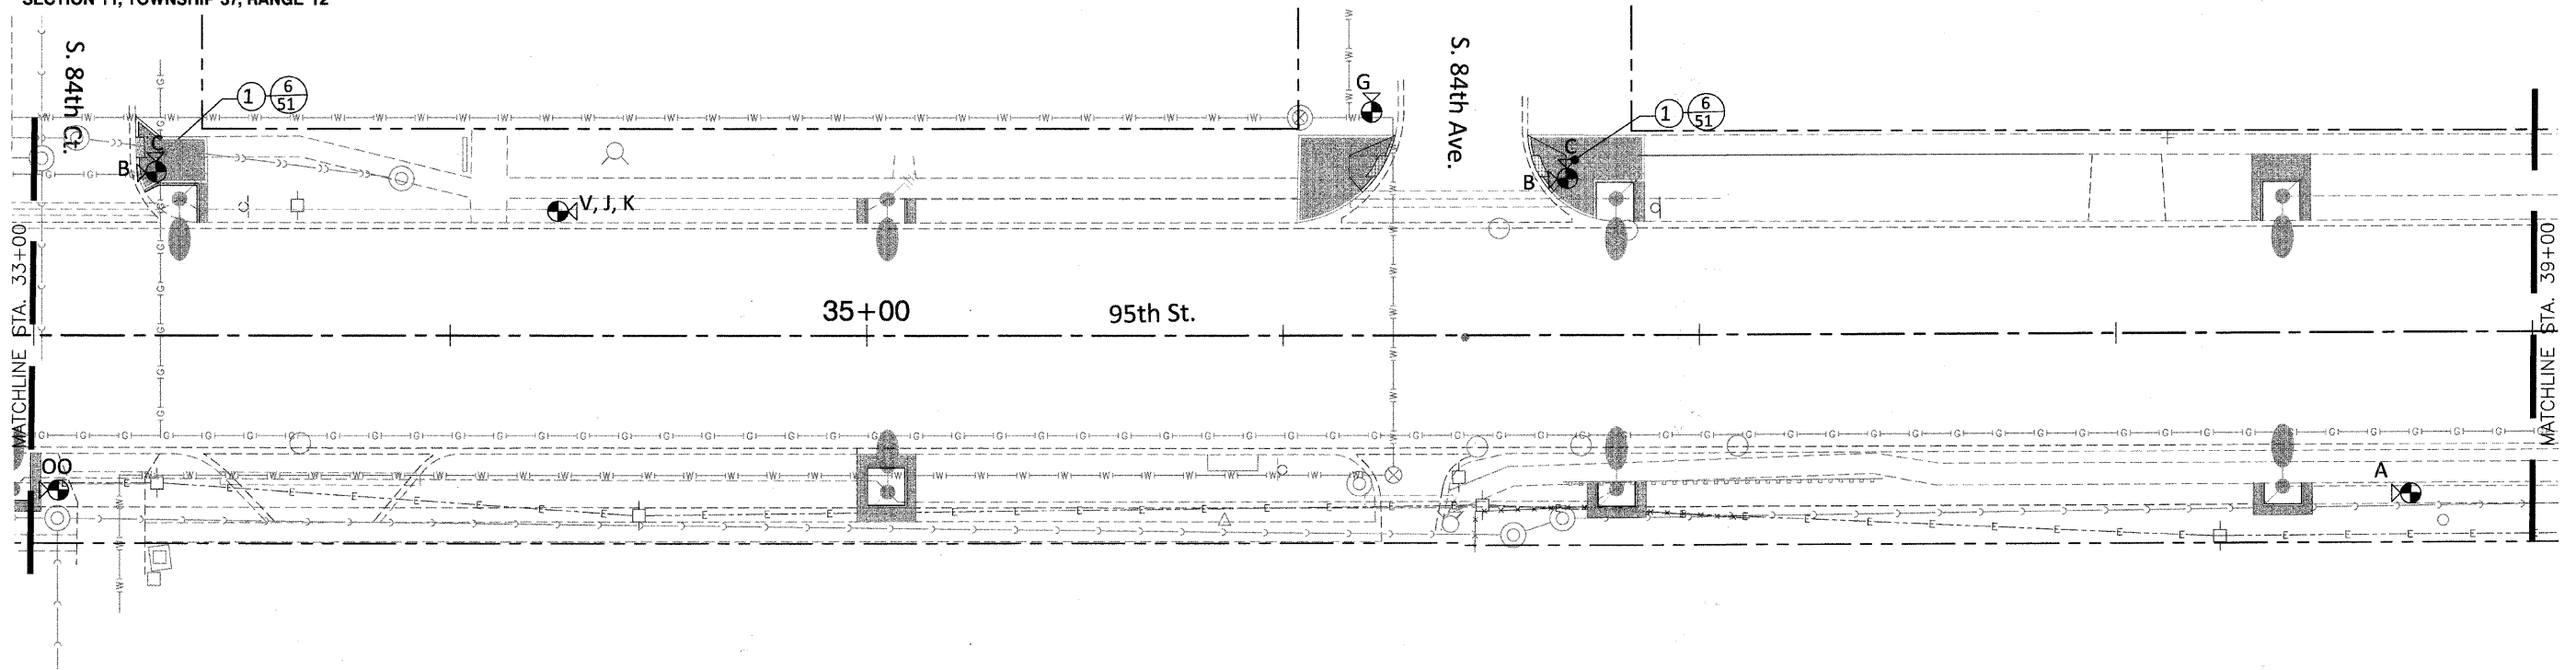 SECTION 11, TOWNSHIP 37, RANGE 12
S. 84th Ct.
1
6
51
G
S. 84th Ave.
1
6
51
C
B
V, J, K
C
B
MATCHLINE STA. 33+00
35+00
95th St.
MATCHLINE STA. 39+00
OO
A